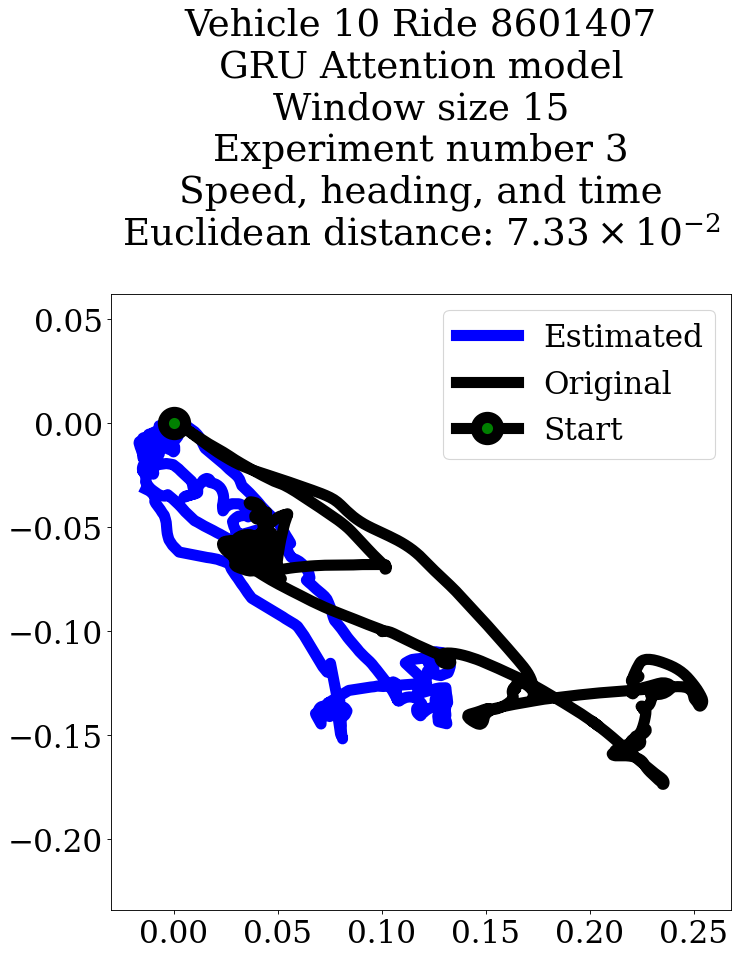 Vehicle 10 Ride 8601407
GRU Attention model
Window size 15
Experiment number 3
Speed, heading, and time
Euclidean distance: 7.33 × 10⁻²
Estimated
Original
Start
0.05
0.00
−0.05
−0.10
−0.15
−0.20
0.00 0.05 0.10 0.15 0.20 0.25